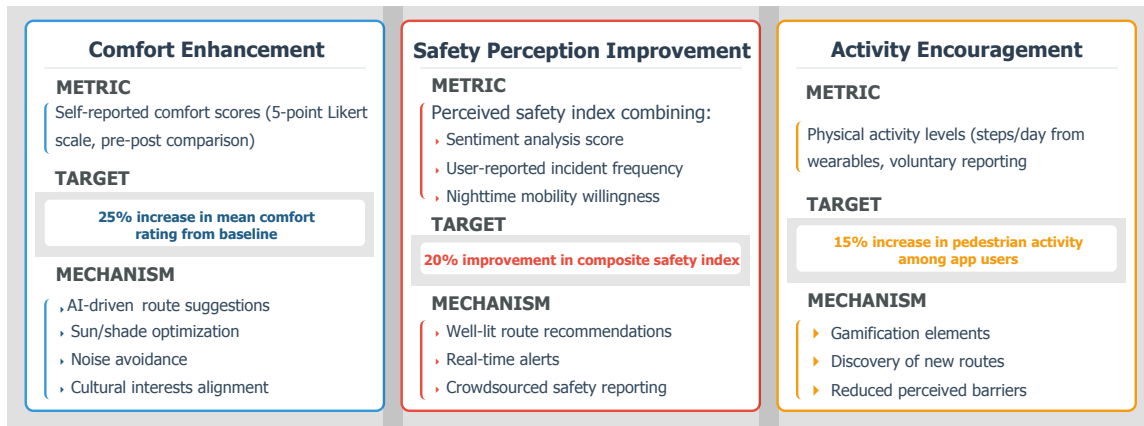 Comfort Enhancement
METRIC
Self-reported comfort scores (5-point Likert
scale, pre-post comparison)
TARGET
25% increase in mean comfort
rating from baseline
MECHANISM
AI-driven route suggestions
Sun/shade optimization
Noise avoidance
Cultural interests alignment
Safety Perception Improvement
METRIC
Perceived safety index combining:
Sentiment analysis score
User-reported incident frequency
Nighttime mobility willingness
TARGET
20% improvement in composite safety index
MECHANISM
Well-lit route recommendations
Real-time alerts
Crowdsourced safety reporting
Activity Encouragement
METRIC
Physical activity levels (steps/day from
wearables, voluntary reporting
TARGET
15% increase in pedestrian activity
among app users
MECHANISM
Gamification elements
Discovery of new routes
Reduced perceived barriers